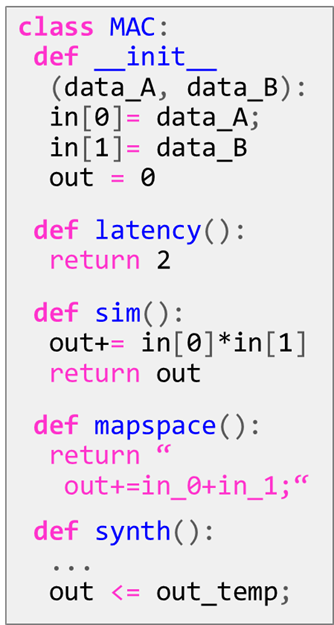 class MAC:
def __init__
(data_A, data_B):
in[0]= data_A;
in[1]= data_B
out = 0
def latency():
return 2
def sim():
out+= in[0]*in[1]
return out
def mapspace():
return “
out+=in_0+in_1;“
def synth():
...
out <= out_temp;